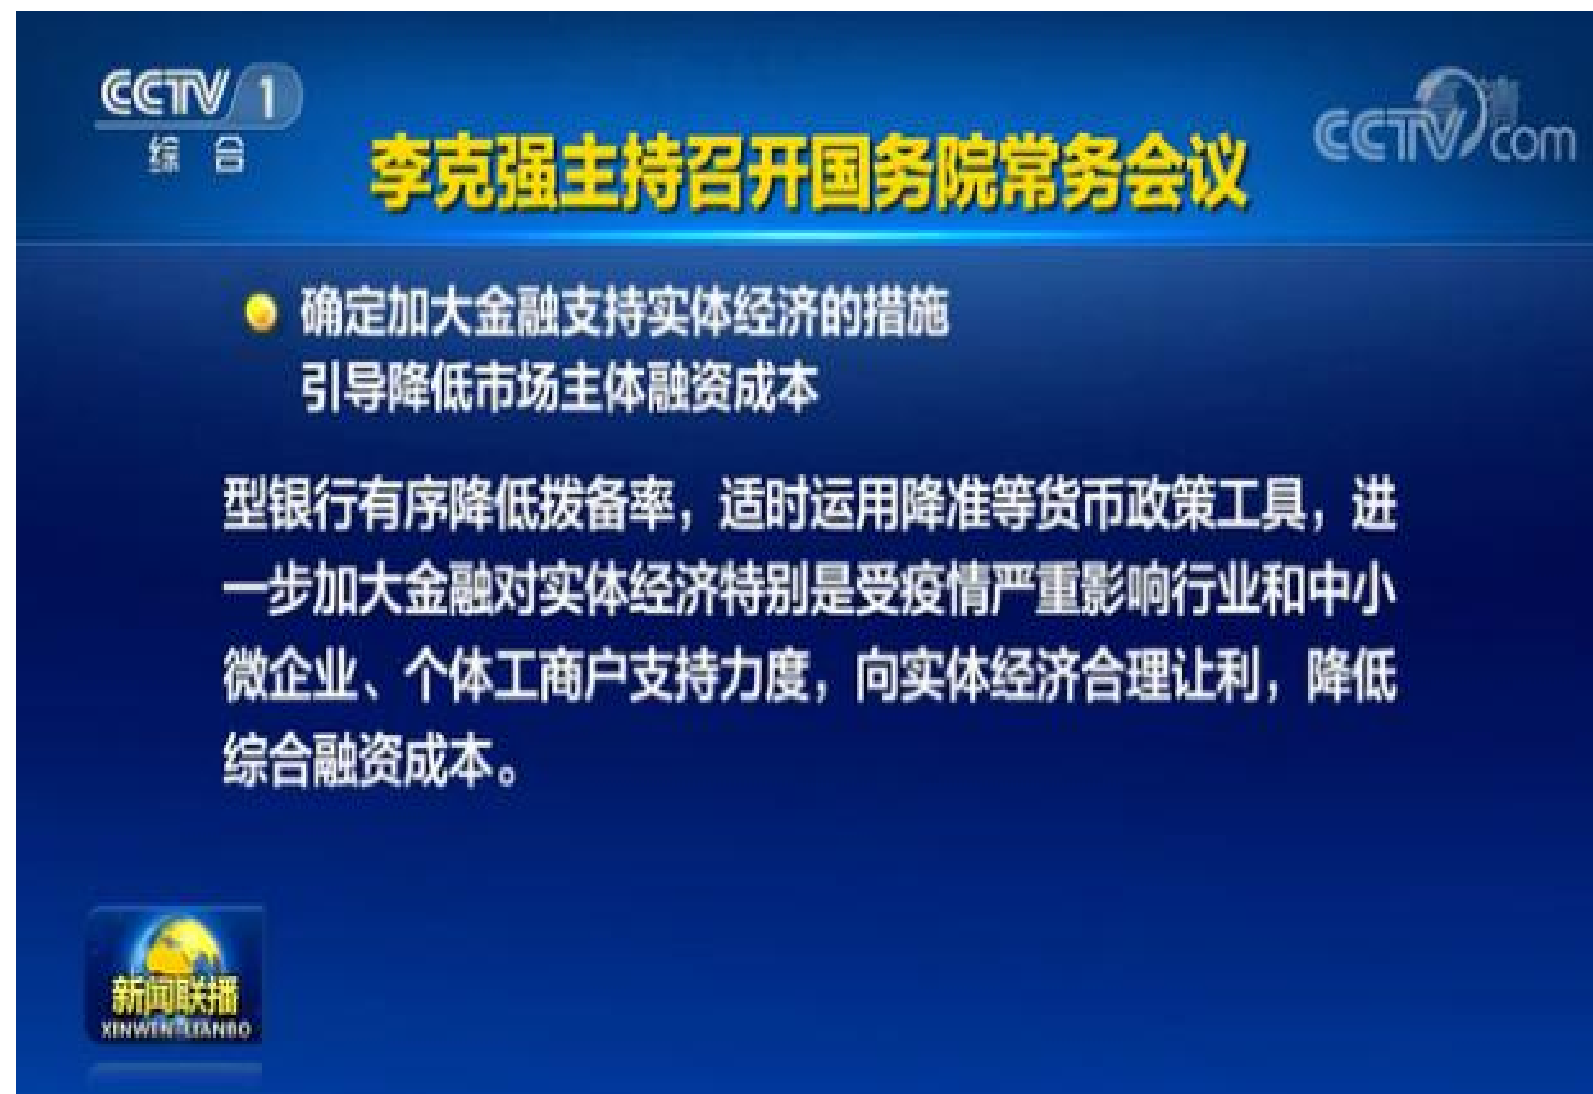 CCTV 1
综合
CCTV.com
李克强主持召开国务院常务会议
确定加大金融支持实体经济的措施
引导降低市场主体融资成本
型银行有序降低拨备率，适时运用降准等货币政策工具，进
一步加大金融对实体经济特别是受疫情严重影响行业和中小
微企业、个体工商户支持力度，向实体经济合理让利，降低
综合融资成本。
新闻联播
XINWEN LIANBO